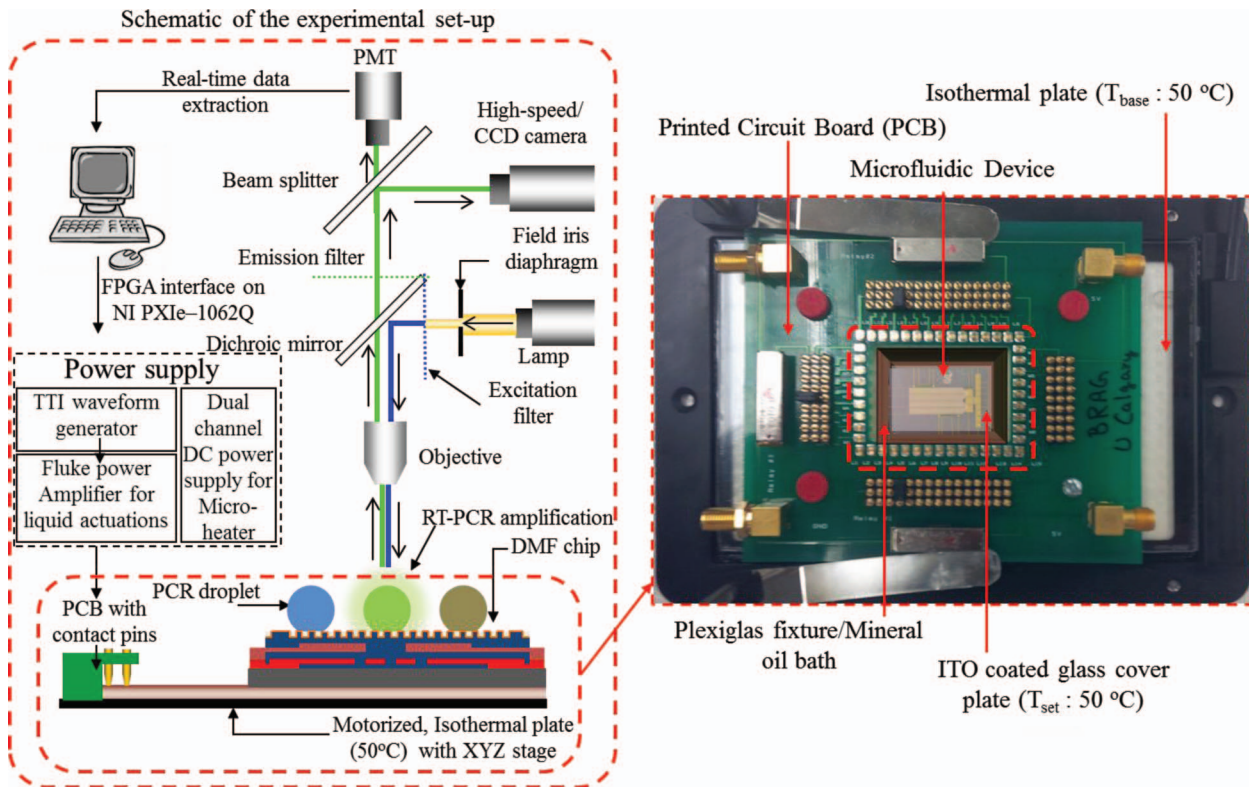 Schematic of the experimental set-up
PMT
Real-time data
extraction
High-speed/
CCD camera
Beam splitter
Emission filter
Field iris
diaphragm
FPGA interface on
NI PXIe–1062Q
Dichroic mirror
Lamp
Excitation
filter
Power supply
TTI waveform
generator
Fluke power
Amplifier for
liquid actuations
Dual
channel
DC power
supply for
Micro-
heater
Objective
RT-PCR amplification
DMF chip
PCR droplet
PCB with
contact pins
Motorized, Isothermal plate
(50°C) with XYZ stage
Isothermal plate (Tbase : 50 °C)
Printed Circuit Board (PCB)
Microfluidic Device
5V
BRAG
U Calgary
GND
5V
Plexiglas fixture/Mineral
oil bath
ITO coated glass cover
plate (Tset : 50 °C)